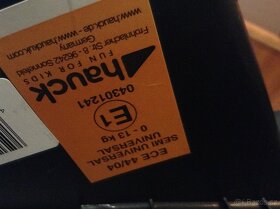 ECE 44/04
SEMI UNIVERSAL
UNIVERSAL
0 - 13 kg
E1
04301241
hauck
FUN FOR KIDS
Frohnlacher Str. 8 - 96242 Sonnefeld
Germany
www.hauck.de - www.hauckuk.com